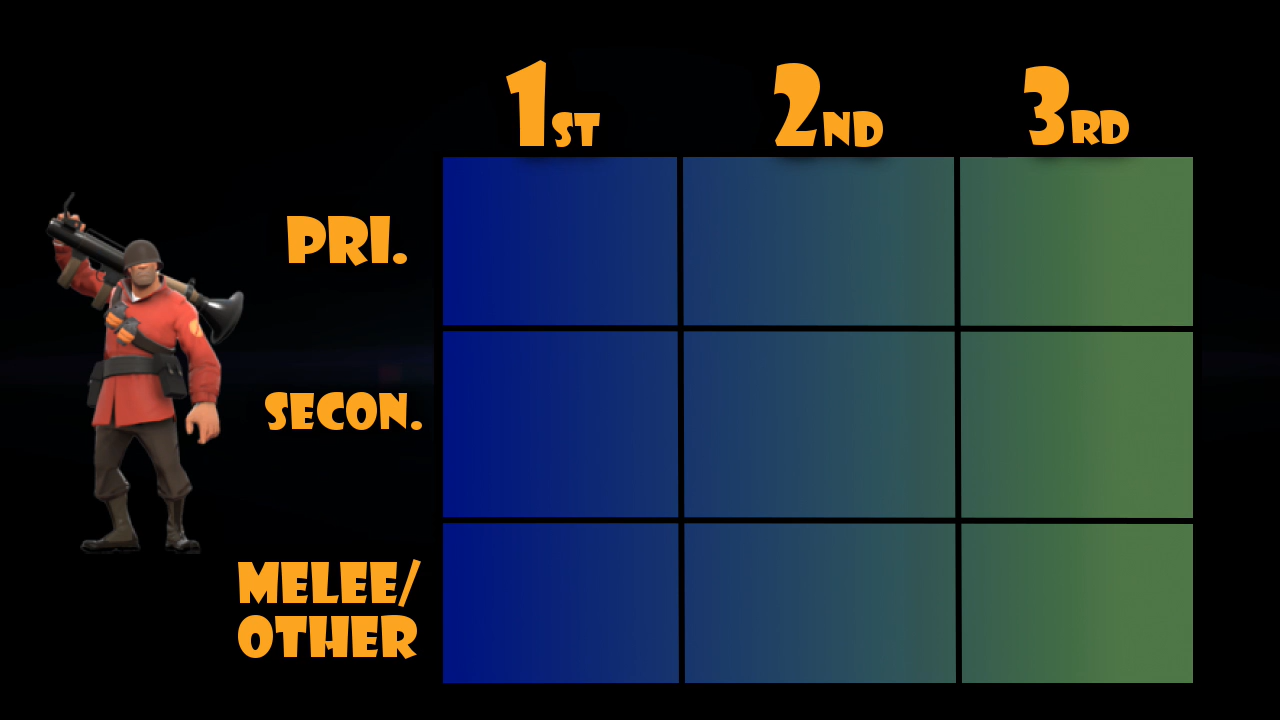 1ST 2ND 3RD
PRI.
SECON.
MELEE/
OTHER